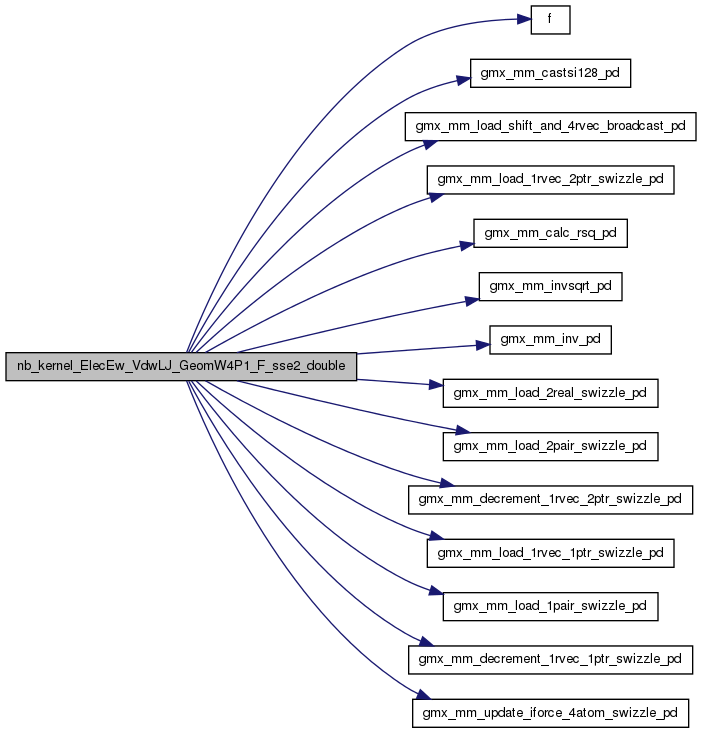 f
gmx_mm_castsi128_pd
gmx_mm_load_shift_and_4rvec_broadcast_pd
gmx_mm_load_1rvec_2ptr_swizzle_pd
gmx_mm_calc_rsq_pd
gmx_mm_invsqrt_pd
gmx_mm_inv_pd
nb_kernel_ElecEw_VdwLJ_GeomW4P1_F_sse2_double
gmx_mm_load_2real_swizzle_pd
gmx_mm_load_2pair_swizzle_pd
gmx_mm_decrement_1rvec_2ptr_swizzle_pd
gmx_mm_load_1rvec_1ptr_swizzle_pd
gmx_mm_load_1pair_swizzle_pd
gmx_mm_decrement_1rvec_1ptr_swizzle_pd
gmx_mm_update_iforce_4atom_swizzle_pd